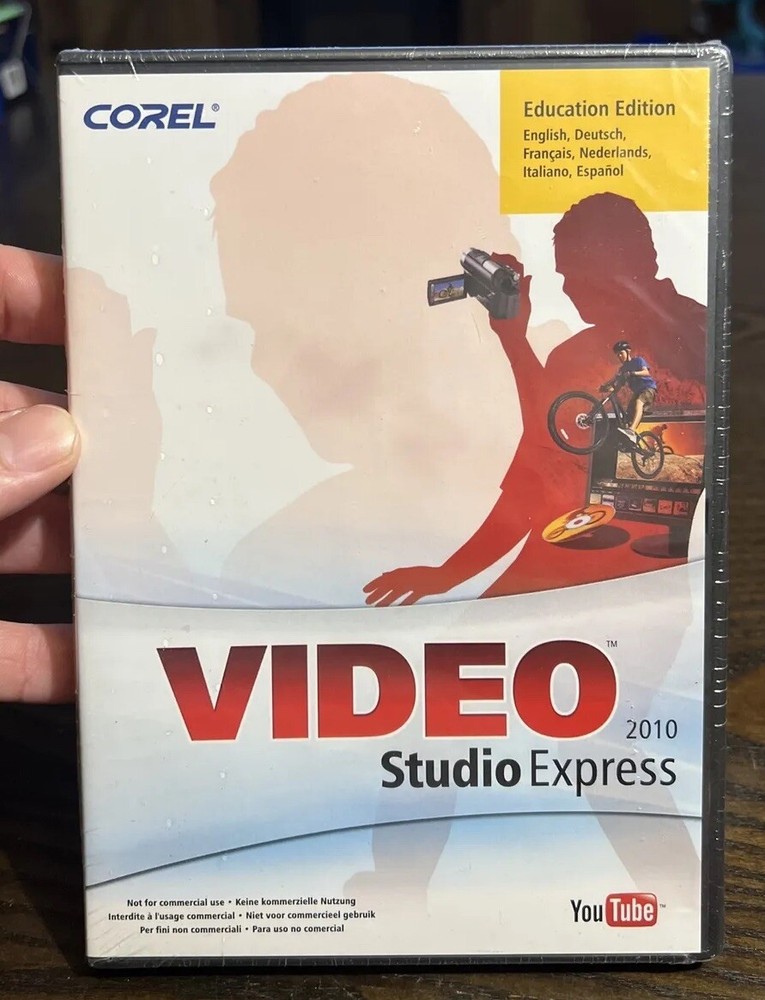 COREL®
Education Edition
English, Deutsch,
Français, Nederlands,
Italiano, Español
VIDEO™
2010
Studio Express
Not for commercial use • Keine kommerzielle Nutzung
Interdite à l'usage commercial • Niet voor commercieel gebruik
Per fini non commerciali • Para uso no comercial
YouTube™